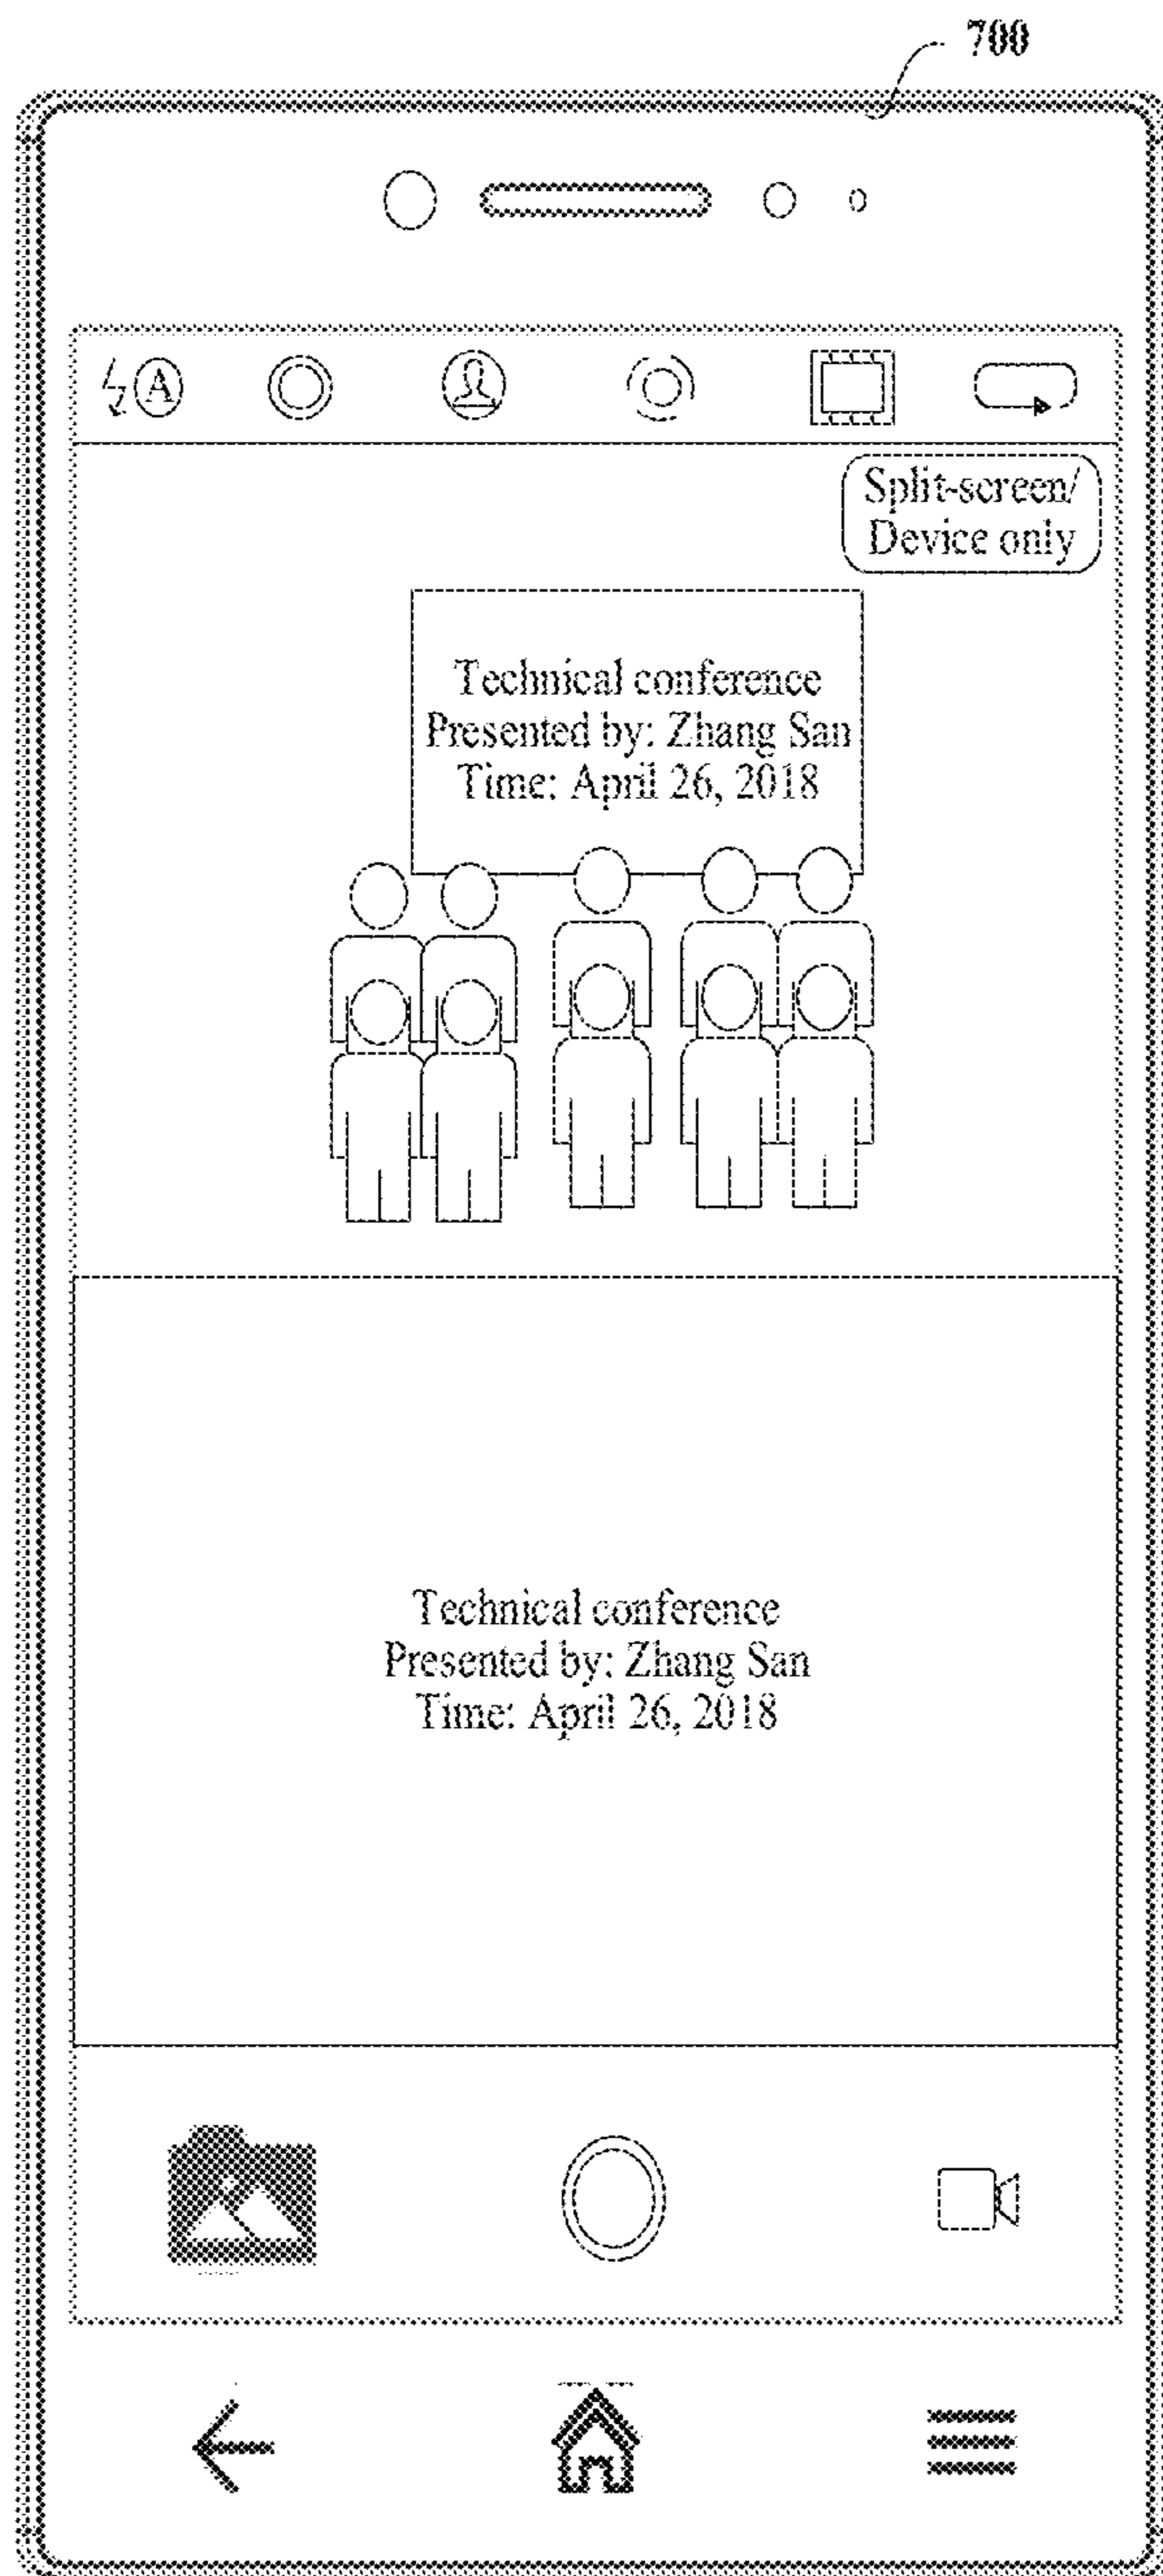 700
A
Split-screen/
Device only
Technical conference
Presented by: Zhang San
Time: April 26, 2018
Technical conference
Presented by: Zhang San
Time: April 26, 2018